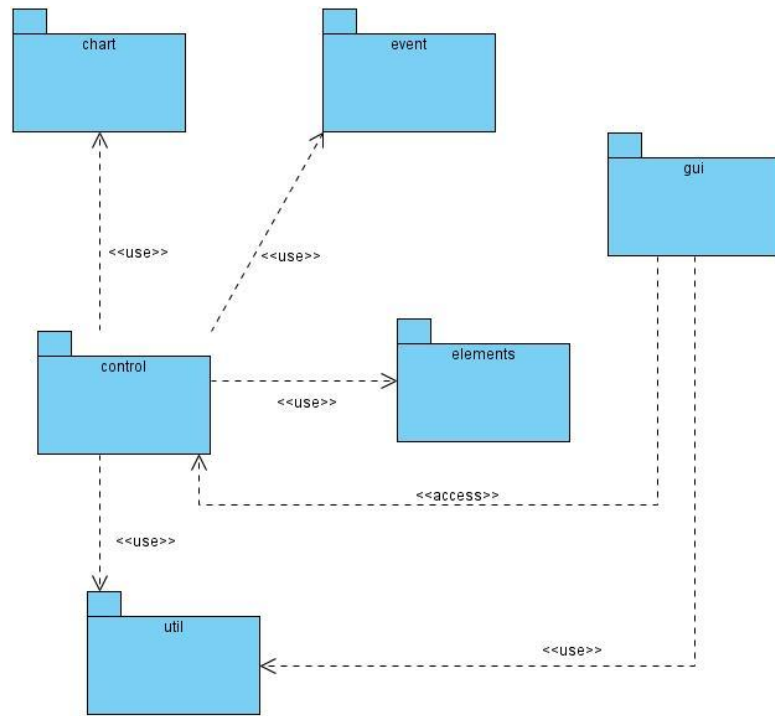 chart
event
gui
<<use>>
<<use>>
control
elements
<<use>>
<<access>>
<<use>>
util
<<use>>